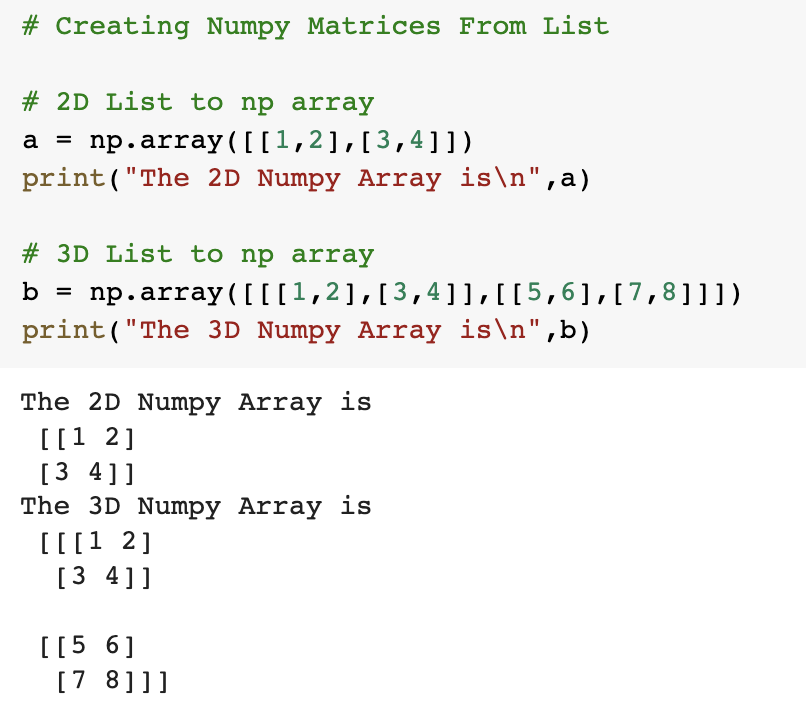 # Creating Numpy Matrices From List

# 2D List to np array
a = np.array([[1,2],[3,4]])
print("The 2D Numpy Array is\n",a)

# 3D List to np array
b = np.array([[[1,2],[3,4]],[[5,6],[7,8]]])
print("The 3D Numpy Array is\n",b)

The 2D Numpy Array is
 [[1 2]
 [3 4]]
The 3D Numpy Array is
 [[[1 2]
  [3 4]]

 [[5 6]
  [7 8]]]